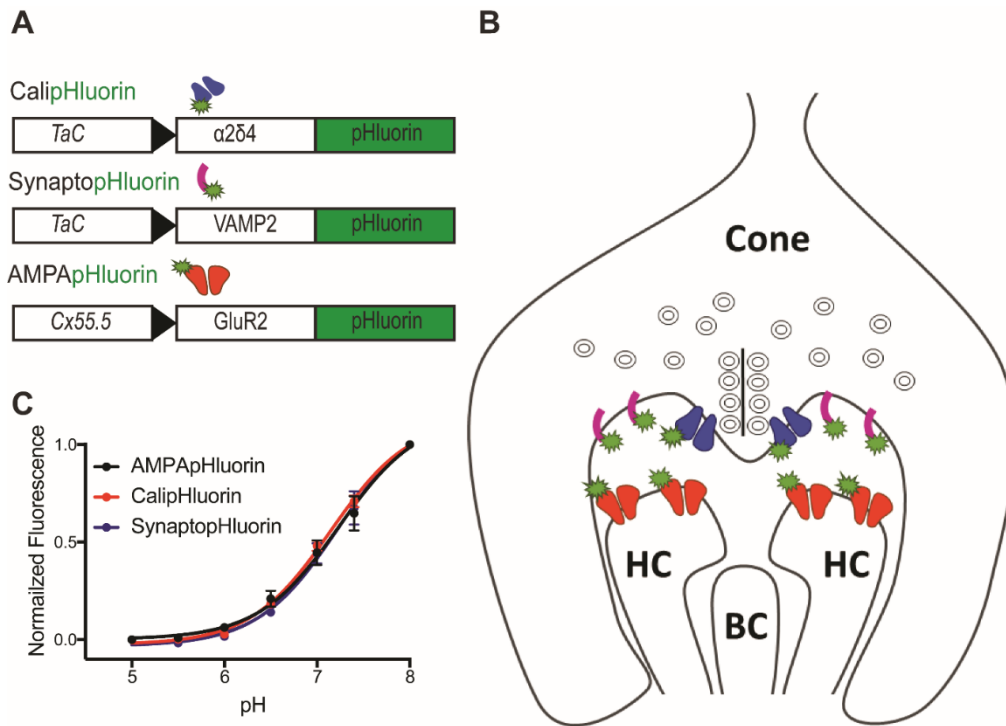 A
CalipHluorin
TaC α2δ4 pHluorin
SynaptopHluorin
TaC VAMP2 pHluorin
AMPApHluorin
Cx55.5 GluR2 pHluorin
B
Cone
HC HC
BC
C
Normailzed Fluorescence
1.0
0.5
0.0
AMPApHluorin
CalipHluorin
SynaptopHluorin
5 6 7 8
pH